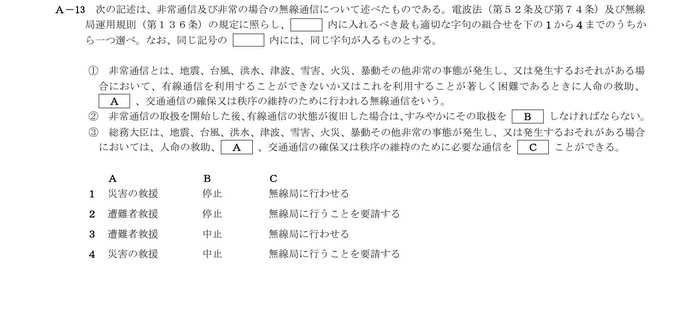 A－13 次の記述は、非常通信及び非常の場合の無線通信について述べたものである。電波法（第５２条及び第７４条）及び無線
局運用規則（第１３６条）の規定に照らし、 内に入れるべき最も適切な字句の組合せを下の1から4までのうちか
ら一つ選べ。なお、同じ記号の 内には、同じ字句が入るものとする。
① 非常通信とは、地震、台風、洪水、津波、雪害、火災、暴動その他非常の事態が発生し、又は発生するおそれがある場
合において、有線通信を利用することができないか又はこれを利用することが著しく困難であるときに人命の救助、
A 、交通通信の確保又は秩序の維持のために行われる無線通信をいう。
② 非常通信の取扱を開始した後、有線通信の状態が復旧した場合は、すみやかにその取扱を B しなければならない。
③ 総務大臣は、地震、台風、洪水、津波、雪害、火災、暴動その他非常の事態が発生し、又は発生するおそれがある場合
においては、人命の救助、 A 、交通通信の確保又は秩序の維持のために必要な通信を C ことができる。
A B C
1 災害の救援 停止 無線局に行わせる
2 遭難者救援 停止 無線局に行うことを要請する
3 遭難者救援 中止 無線局に行わせる
4 災害の救援 中止 無線局に行うことを要請する